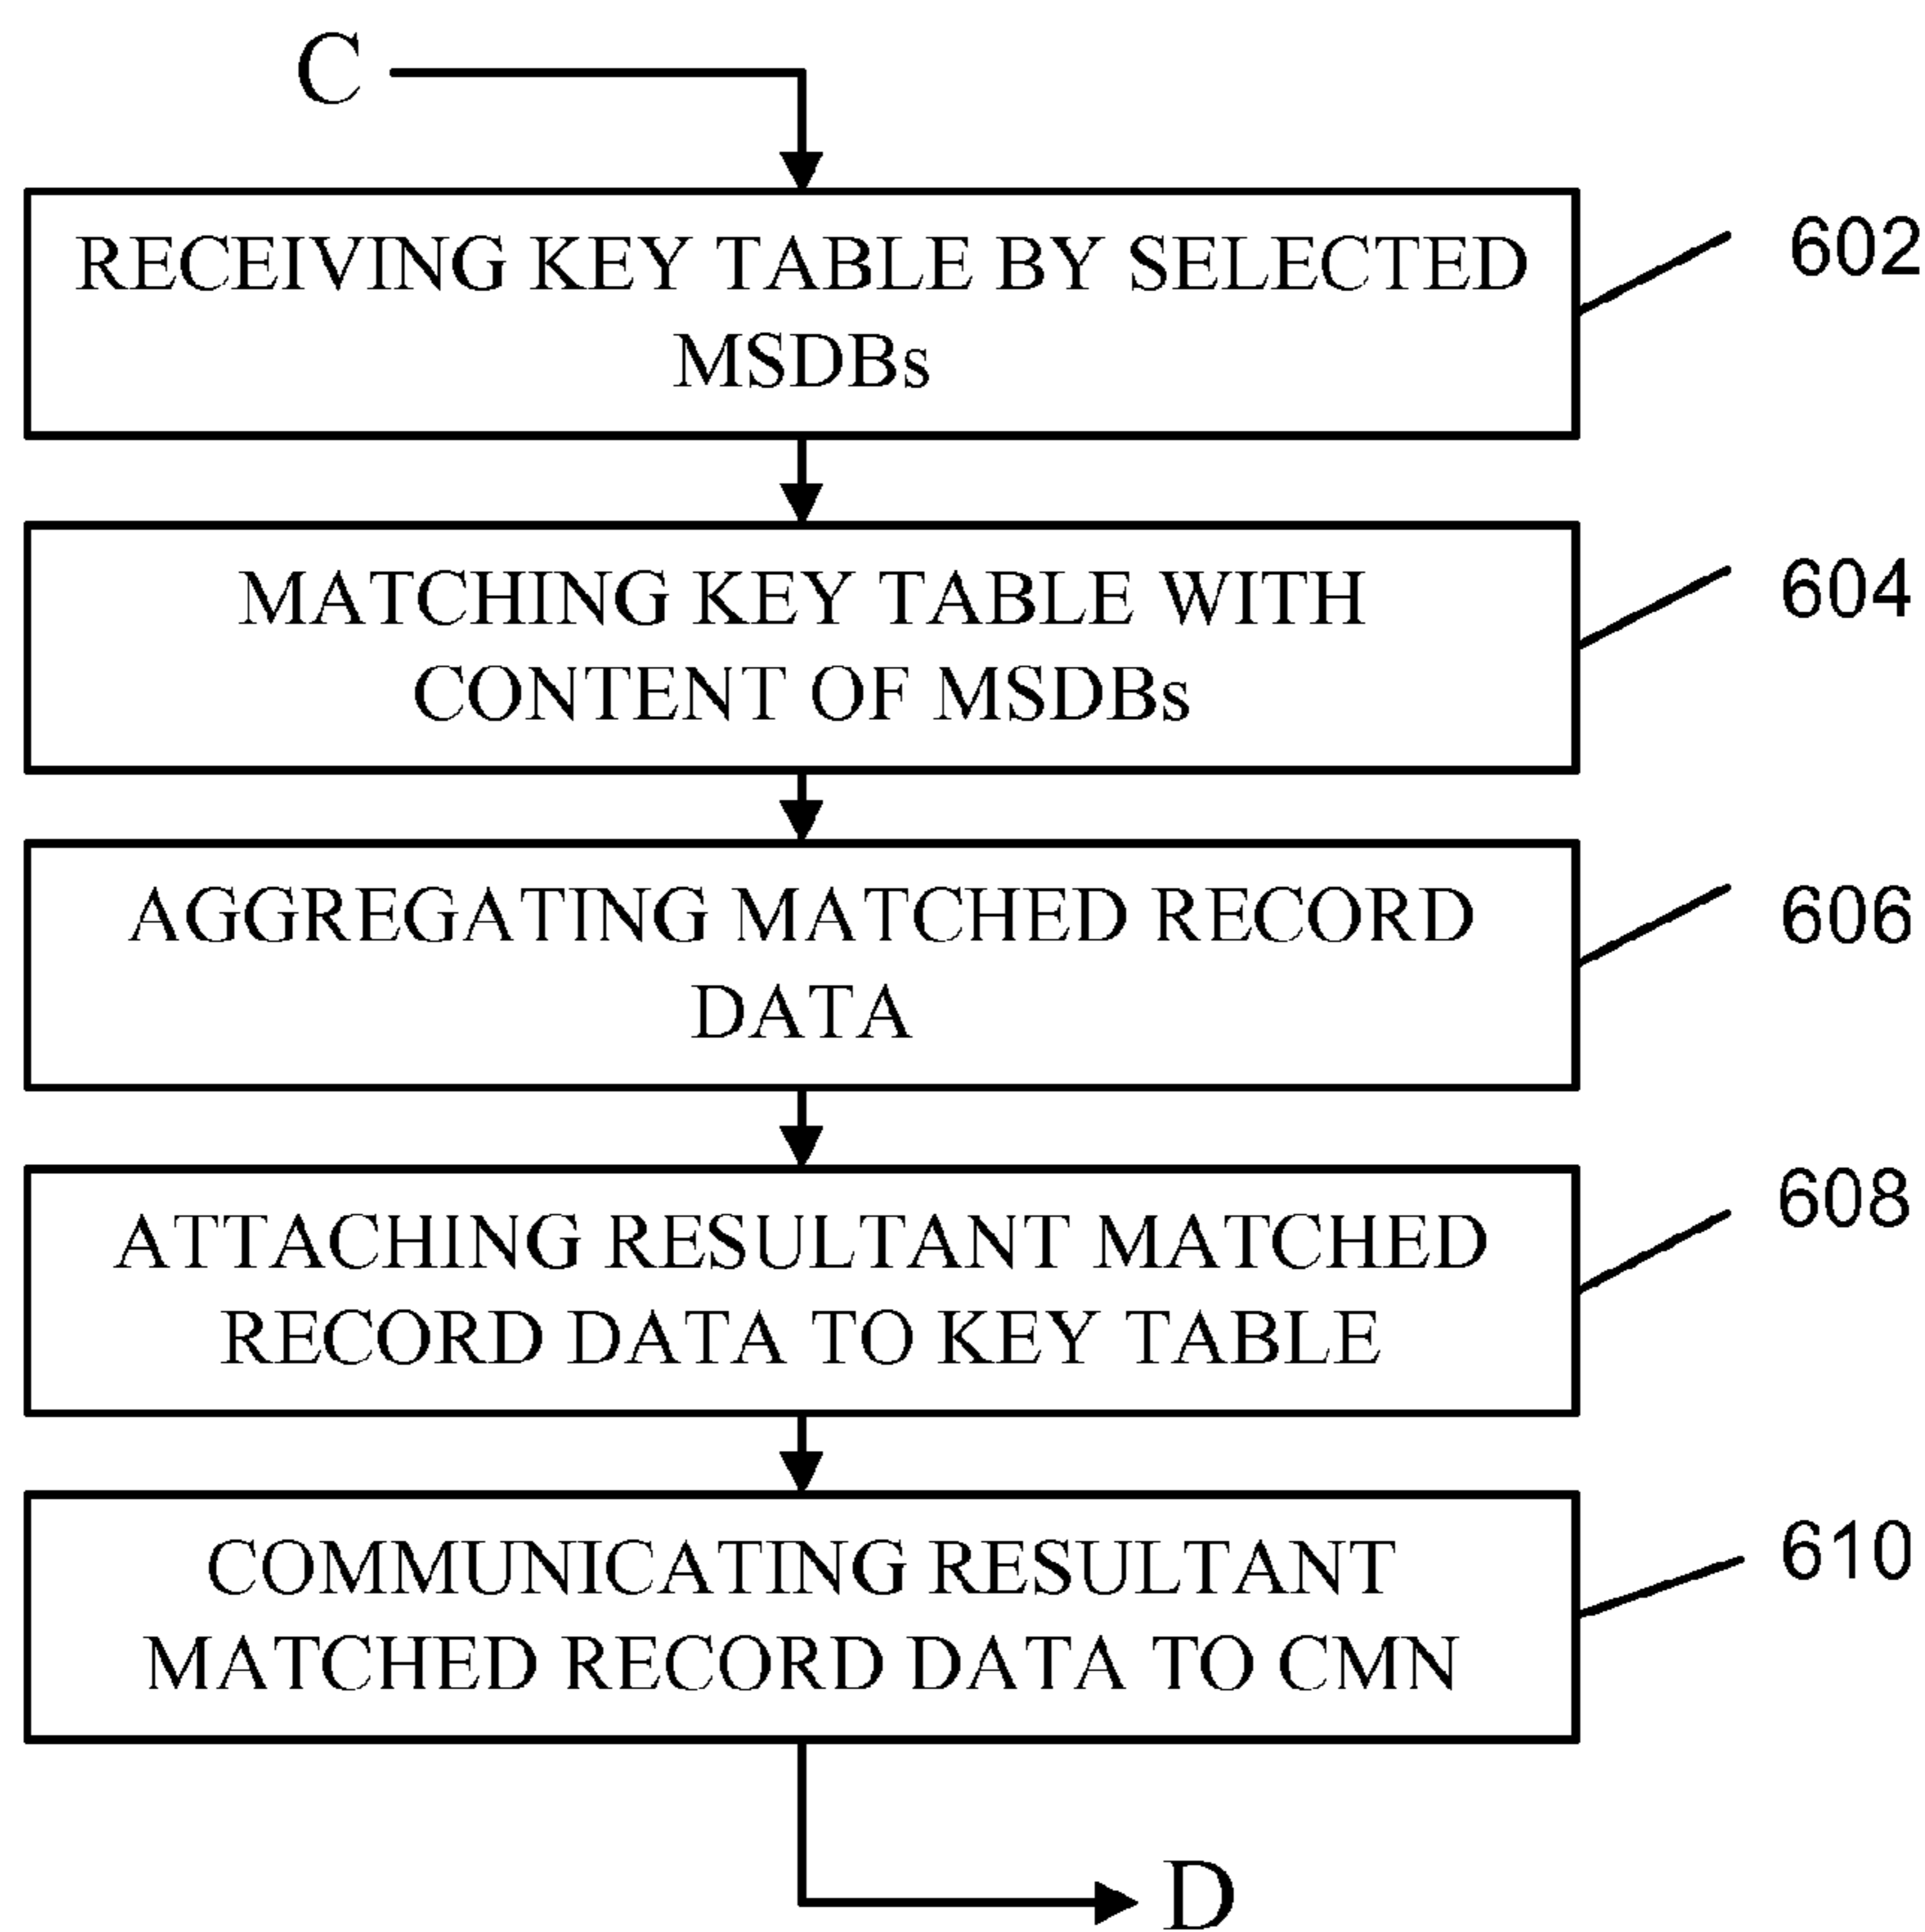 C
RECEIVING KEY TABLE BY SELECTED
MSDBs
602
MATCHING KEY TABLE WITH
CONTENT OF MSDBs
604
AGGREGATING MATCHED RECORD
DATA
606
ATTACHING RESULTANT MATCHED
RECORD DATA TO KEY TABLE
608
COMMUNICATING RESULTANT
MATCHED RECORD DATA TO CMN
610
D